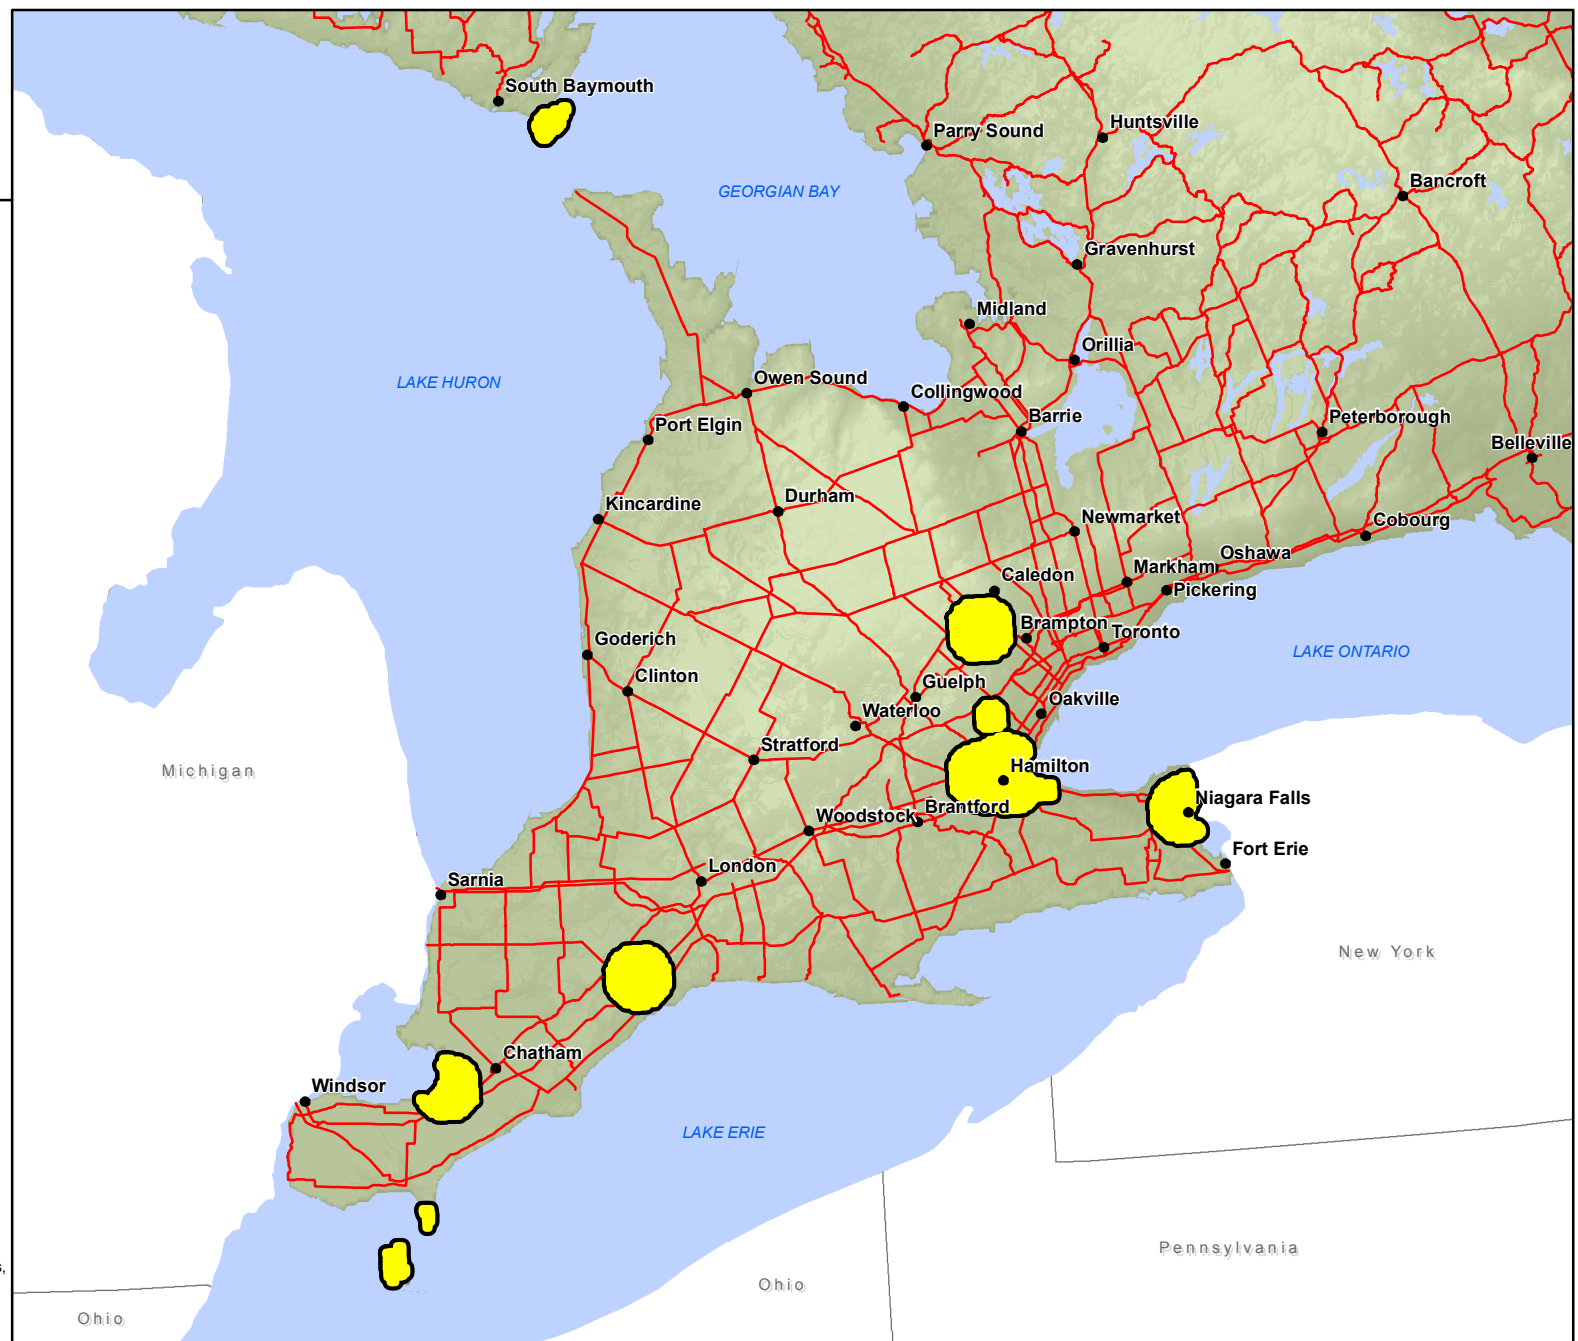 South Baymouth
Parry Sound
Huntsville
GEORGIAN BAY
Bancroft
Gravenhurst
Midland
Orillia
LAKE HURON
Owen Sound
Collingwood
Barrie
Port Elgin
Peterborough
Belleville
Kincardine
Durham
Newmarket
Cobourg
Oshawa
Markham
Caledon
Pickering
Brampton
Toronto
Goderich
LAKE ONTARIO
Clinton
Guelph
Oakville
Waterloo
Stratford
Michigan
Hamilton
Niagara Falls
Brantford
Woodstock
Fort Erie
London
Sarnia
New York
Chatham
Windsor
LAKE ERIE
Pennsylvania
Ohio
Ohio